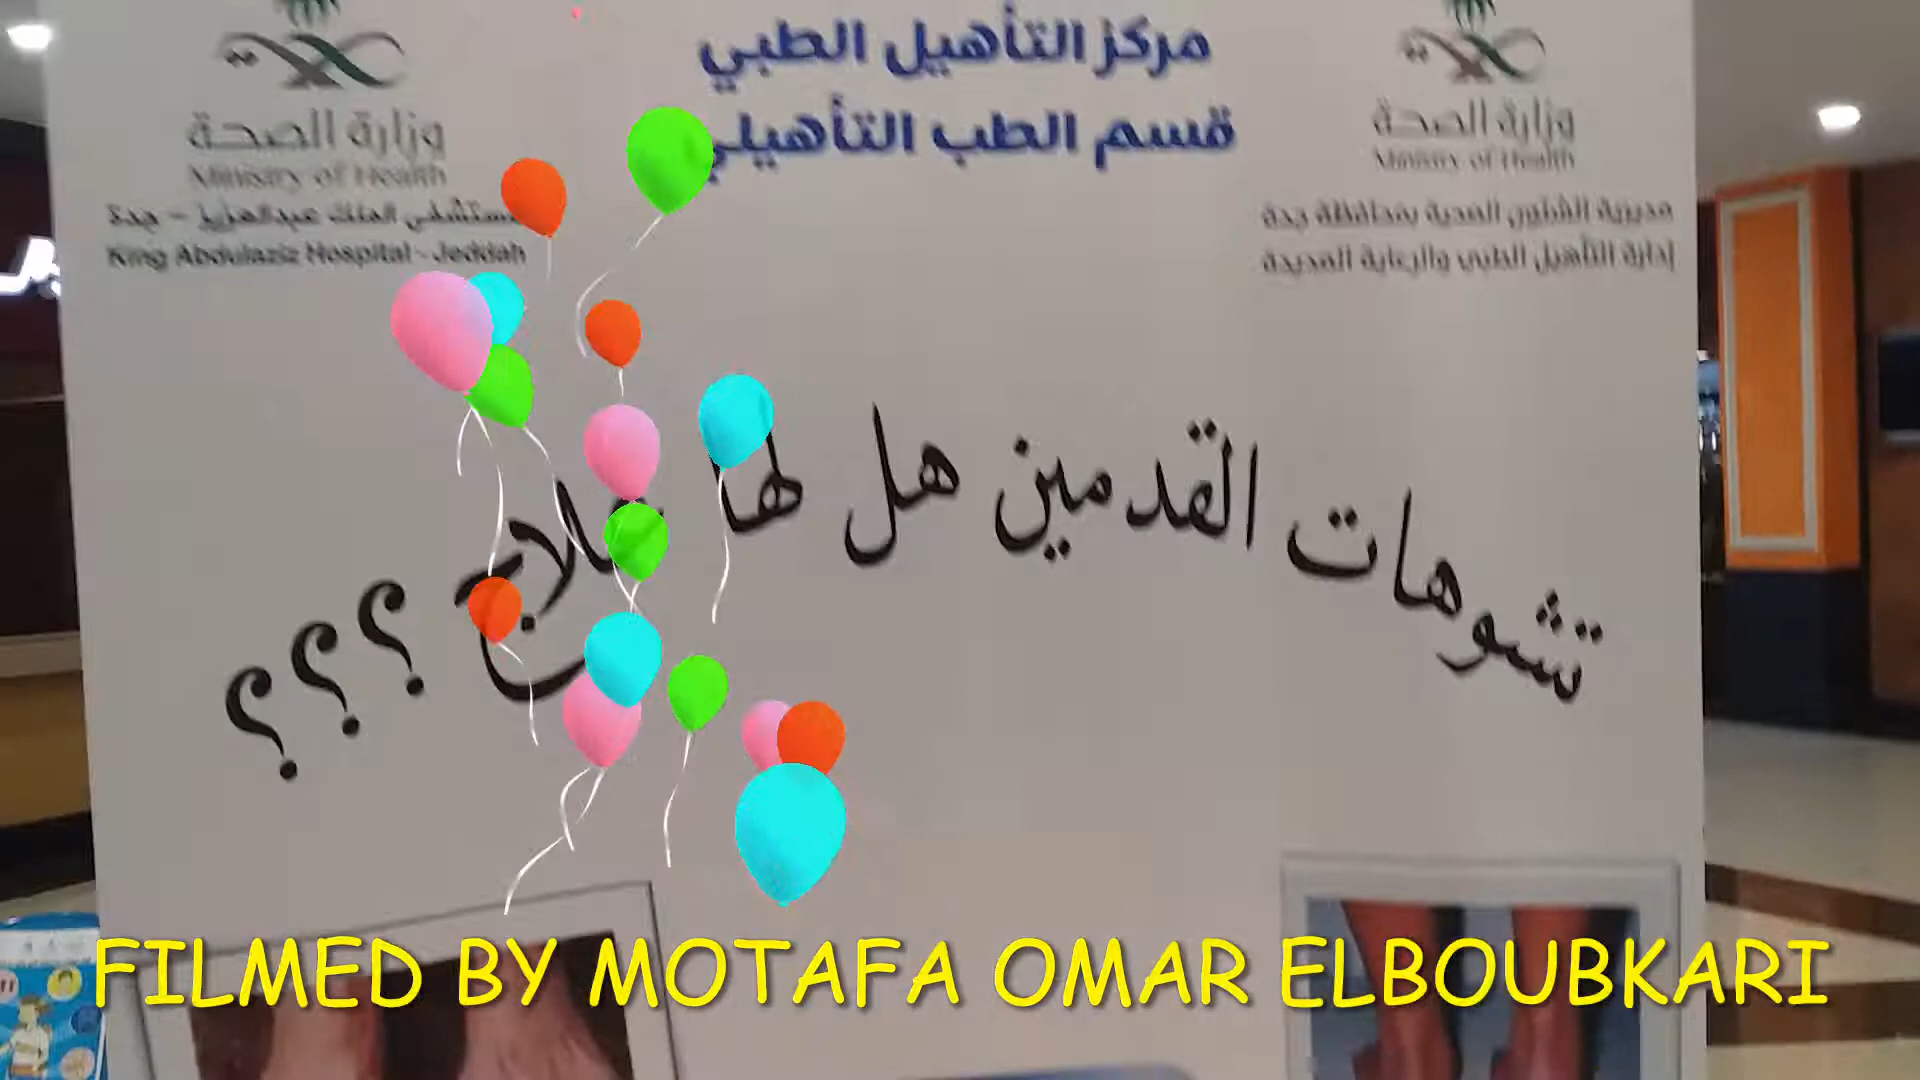 مركز التأهيل الطبي
قسم الطب التأهيلي
وزارة الصحة
Ministry of Health
مستشفى الملك عبدالعزيز - جدة
King Abdulaziz Hospital - Jeddah
وزارة الصحة
Ministry of Health
مديرية الشؤون الصحية بمحافظة جدة
إدارة التأهيل الطبي والرعاية المديدة
تشوهات القدمين هل لها علاج ؟؟؟
FILMED BY MOTAFA OMAR ELBOUBKARI